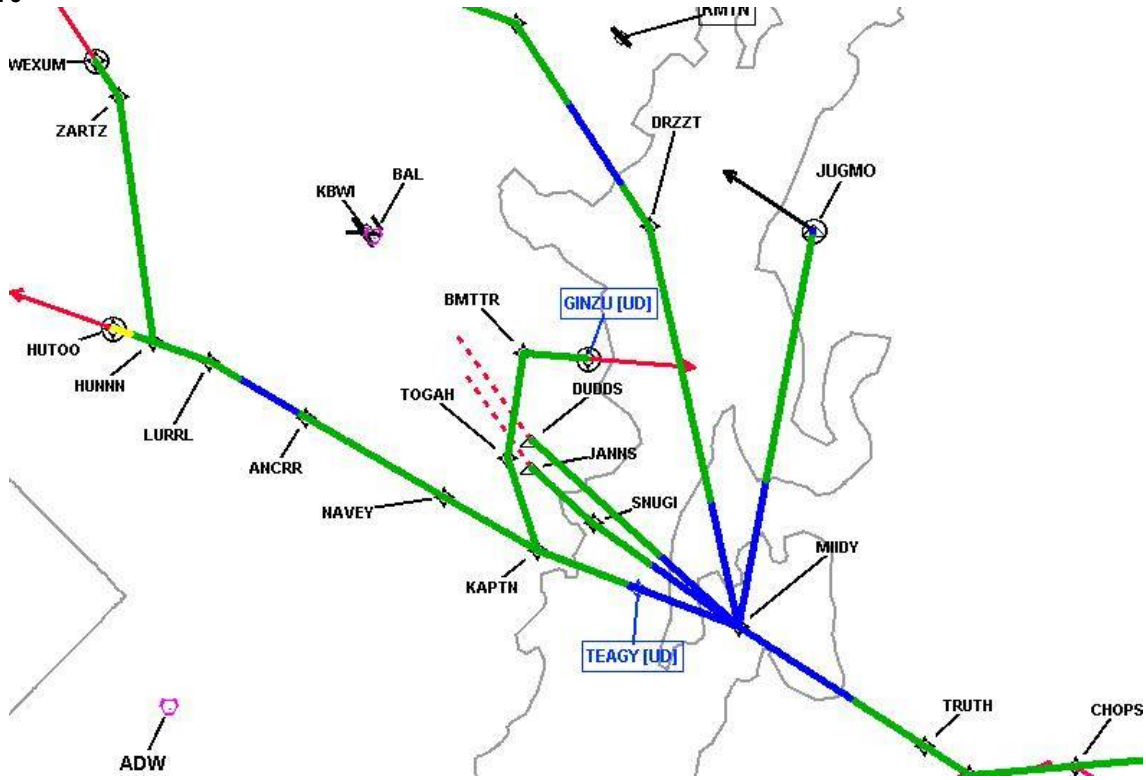 KMTN
WEXUM
ZARTZ
DRZZT
JUGMO
KBWI
BAL
BMTTR
GINZU [UD]
HUTOO
HUNNN
DUDDS
TOGAH
LURRL
JANNS
ANCRR
SNUGI
NAVEY
MIIDY
KAPTN
TEAGY [UD]
TRUTH
CHOPS
ADW